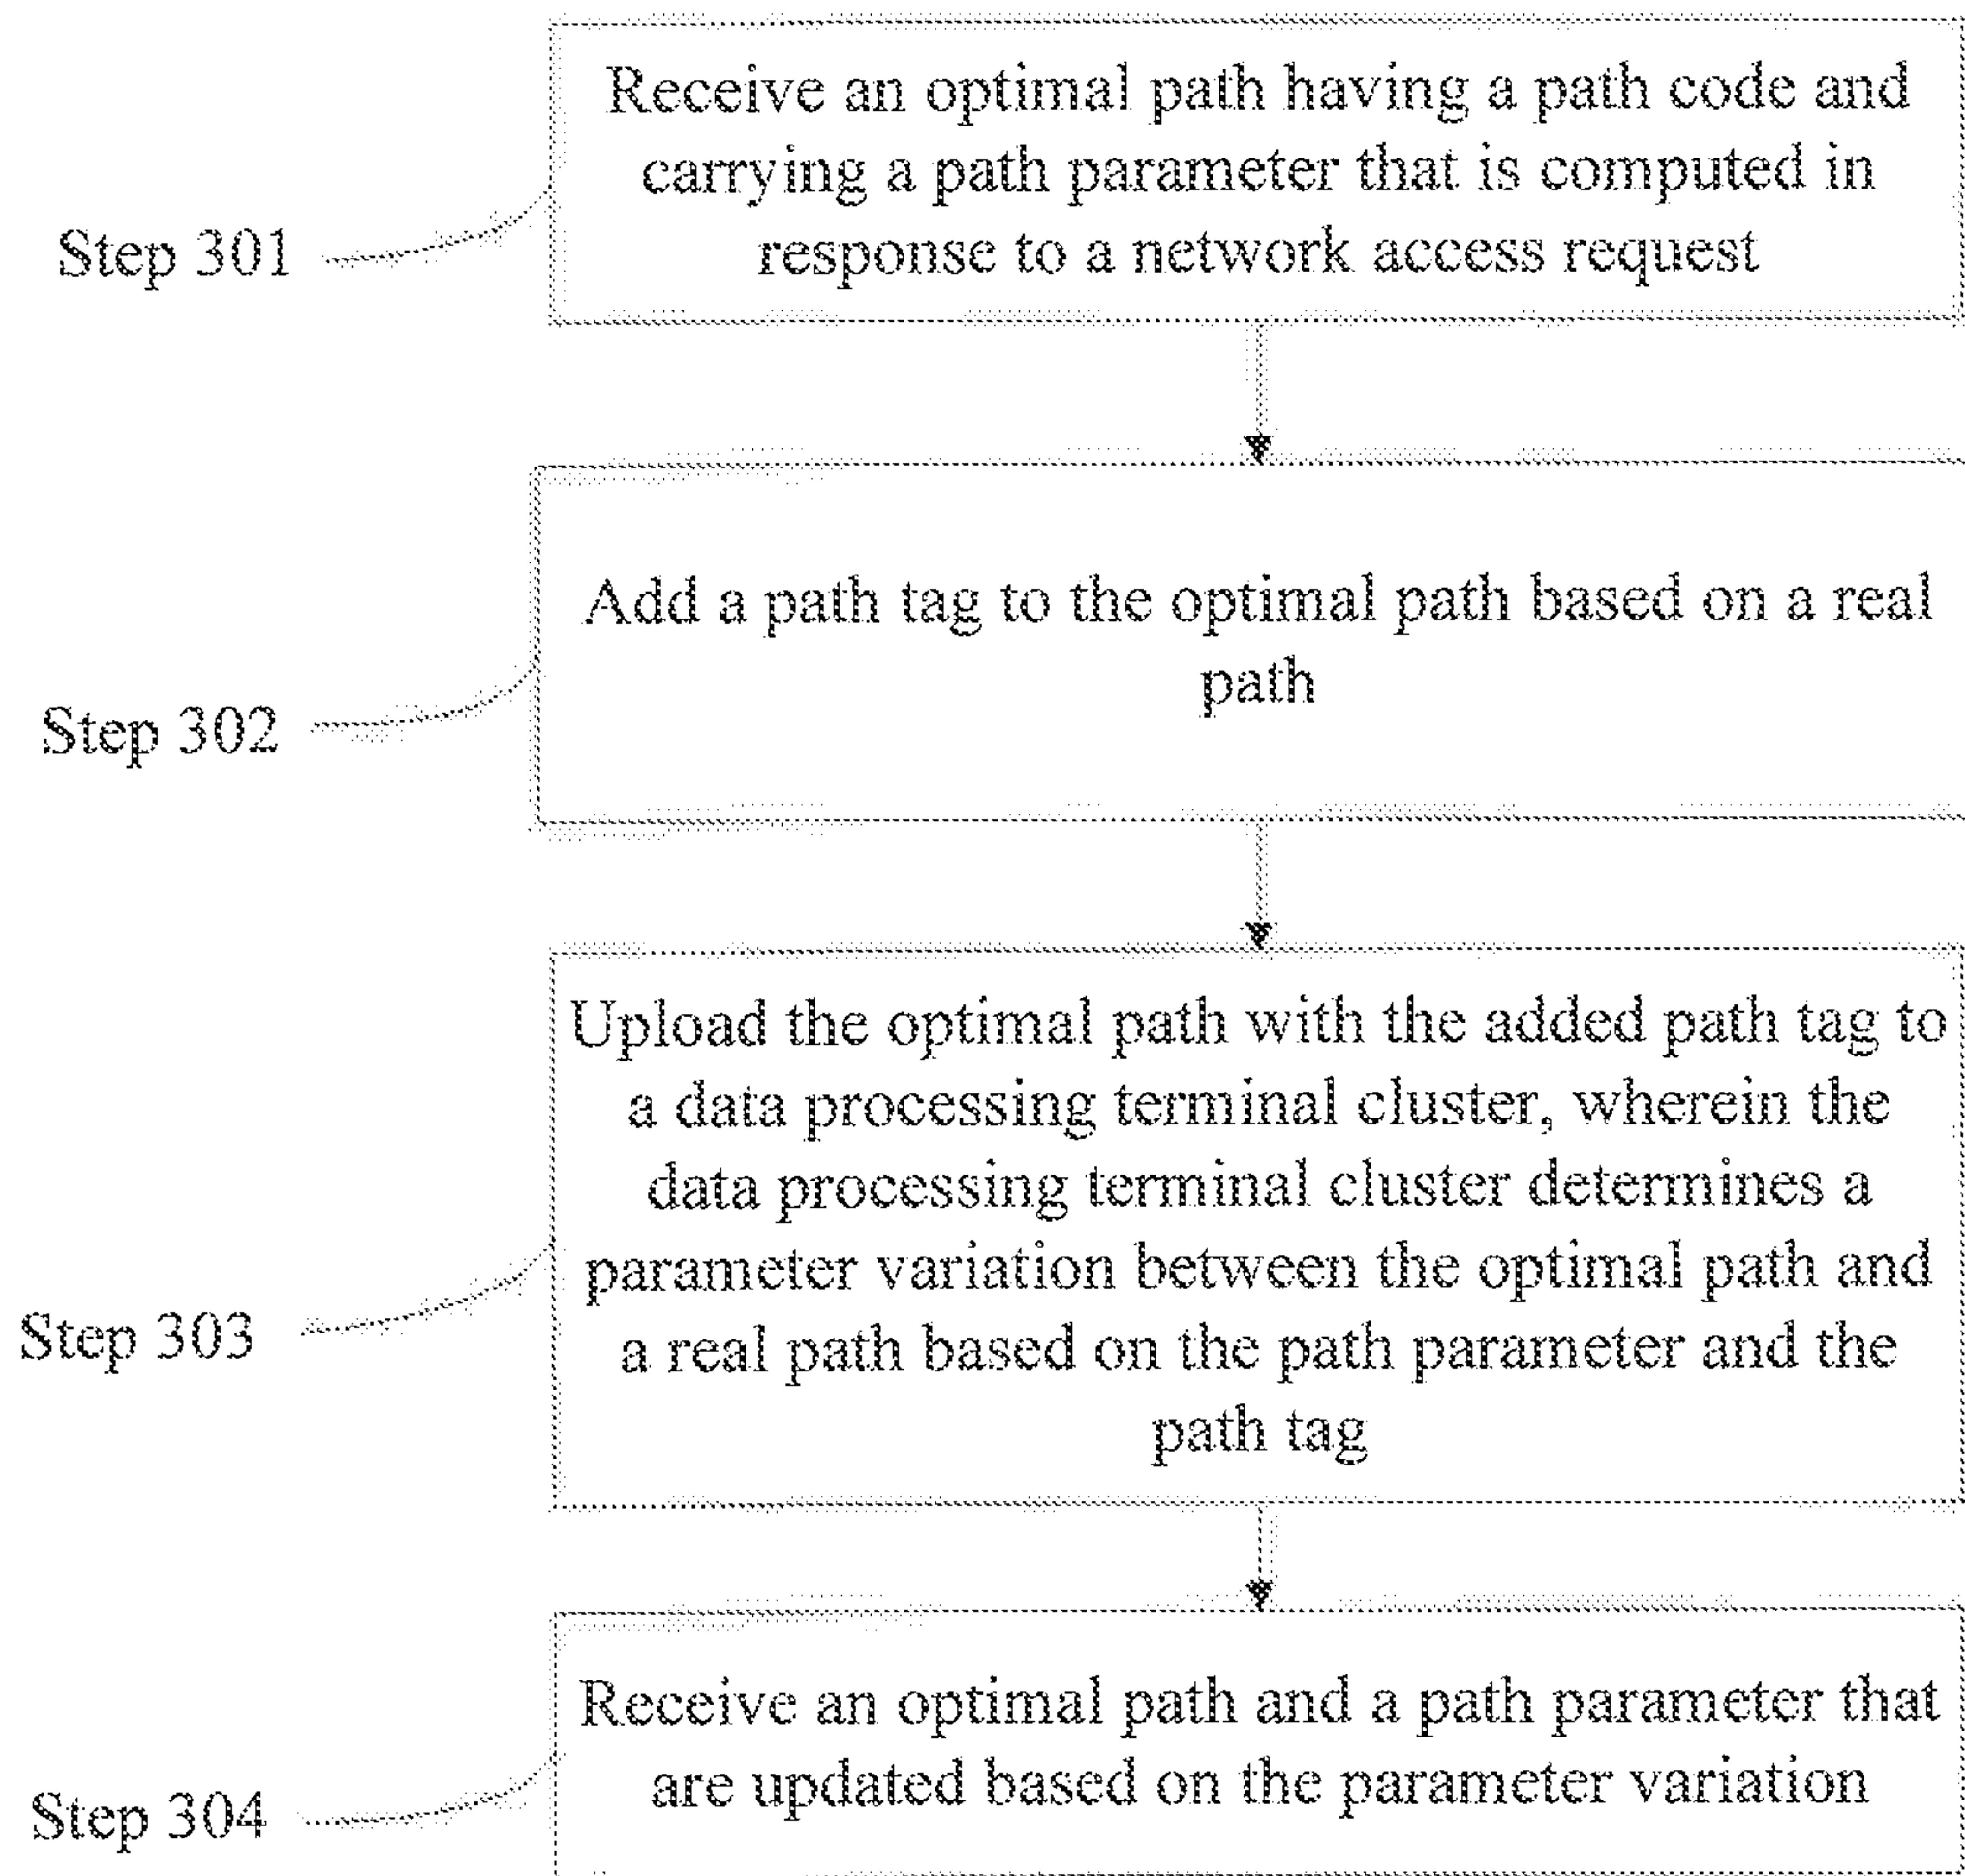 Receive an optimal path having a path code and
carrying a path parameter that is computed in
response to a network access request
Step 301
Add a path tag to the optimal path based on a real
path
Step 302
Upload the optimal path with the added path tag to
a data processing terminal cluster, wherein the
data processing terminal cluster determines a
parameter variation between the optimal path and
a real path based on the path parameter and the
path tag
Step 303
Receive an optimal path and a path parameter that
are updated based on the parameter variation
Step 304